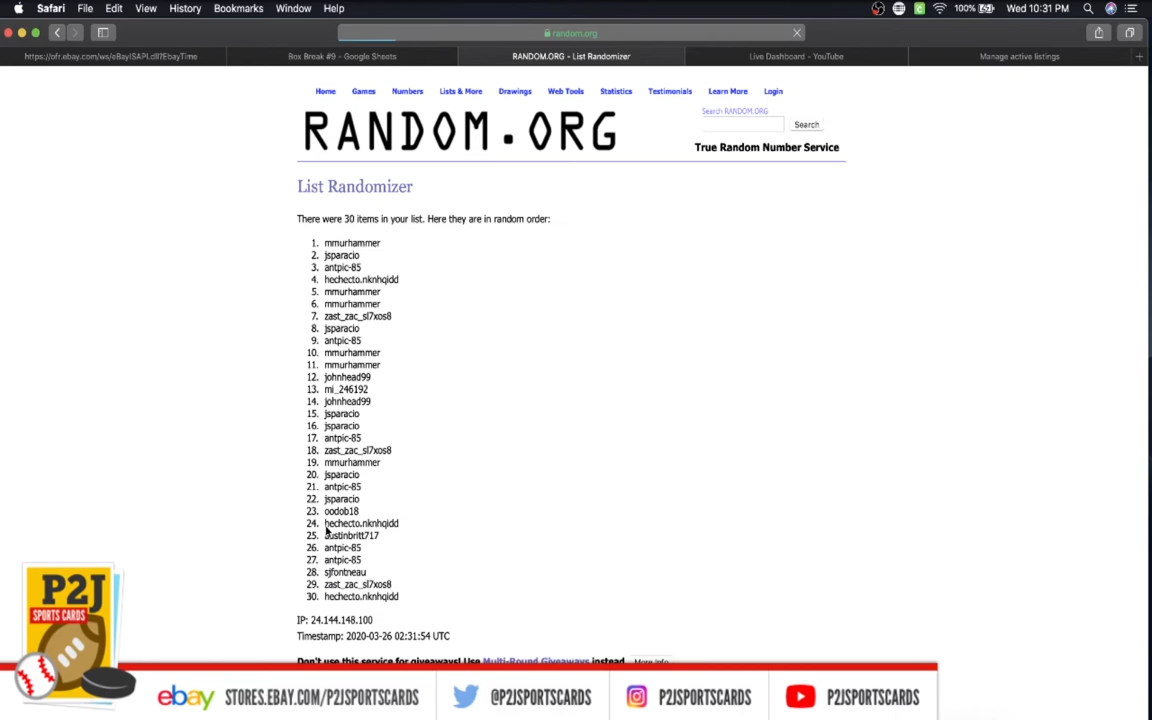 Safari File Edit View History Bookmarks Window Help 100% Wed 10:31 PM
random.org
https://ofr.ebay.com/ws/eBayISAPI.dll?EbayTime Box Break #9 - Google Sheets RANDOM.ORG - List Randomizer Live Dashboard - YouTube Manage active listings
Home Games Numbers Lists & More Drawings Web Tools Statistics Testimonials Learn More Login
RANDOM.ORG
Search RANDOM.ORG
Search
True Random Number Service
List Randomizer
There were 30 items in your list. Here they are in random order:
1. mmurhammer
2. jsparacio
3. antpic-85
4. hechecto.nknhqidd
5. mmurhammer
6. mmurhammer
7. zast_zac_sl7xos8
8. jsparacio
9. antpic-85
10. mmurhammer
11. mmurhammer
12. johnhead99
13. mi_246192
14. johnhead99
15. jsparacio
16. jsparacio
17. antpic-85
18. zast_zac_sl7xos8
19. mmurhammer
20. jsparacio
21. antpic-85
22. jsparacio
23. oodob18
24. hechecto.nknhqidd
25. austinbritt717
26. antpic-85
27. antpic-85
28. sjfontneau
29. zast_zac_sl7xos8
30. hechecto.nknhqidd
IP: 24.144.148.100
Timestamp: 2020-03-26 02:31:54 UTC
Don't use this service for giveaways! Use Multi-Round Giveaways instead More Info
P2J
SPORTS CARDS
ebay STORES.EBAY.COM/P2JSPORTSCARDS @P2JSPORTSCARDS P2JSPORTSCARDS P2JSPORTSCARDS